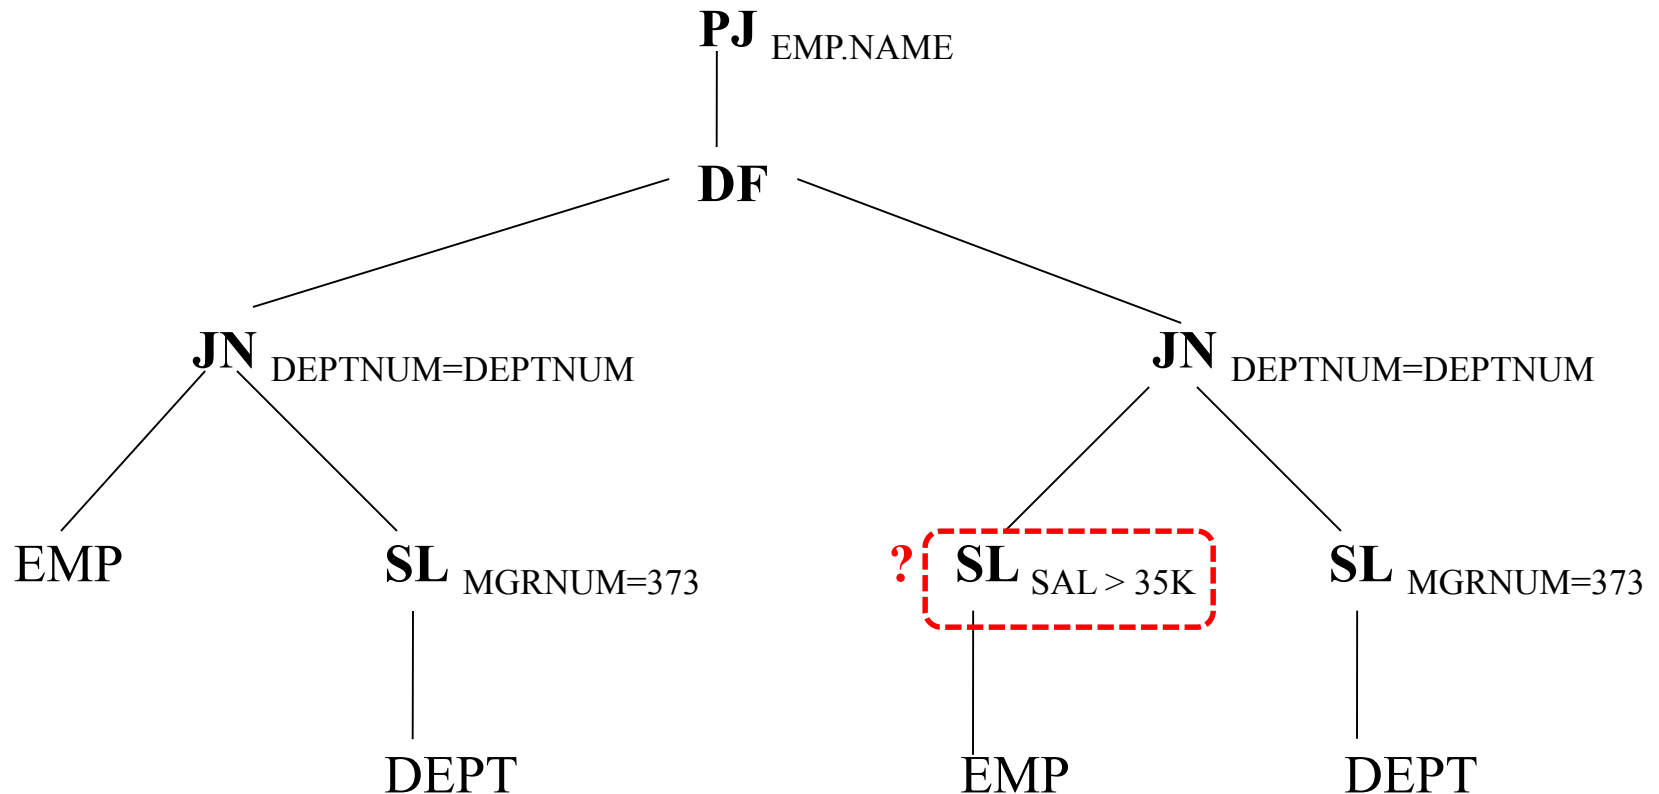 PJ EMP.NAME
DF
JN DEPTNUM=DEPTNUM
JN DEPTNUM=DEPTNUM
EMP
SL MGRNUM=373
? SL SAL > 35K
SL MGRNUM=373
DEPT
EMP
DEPT